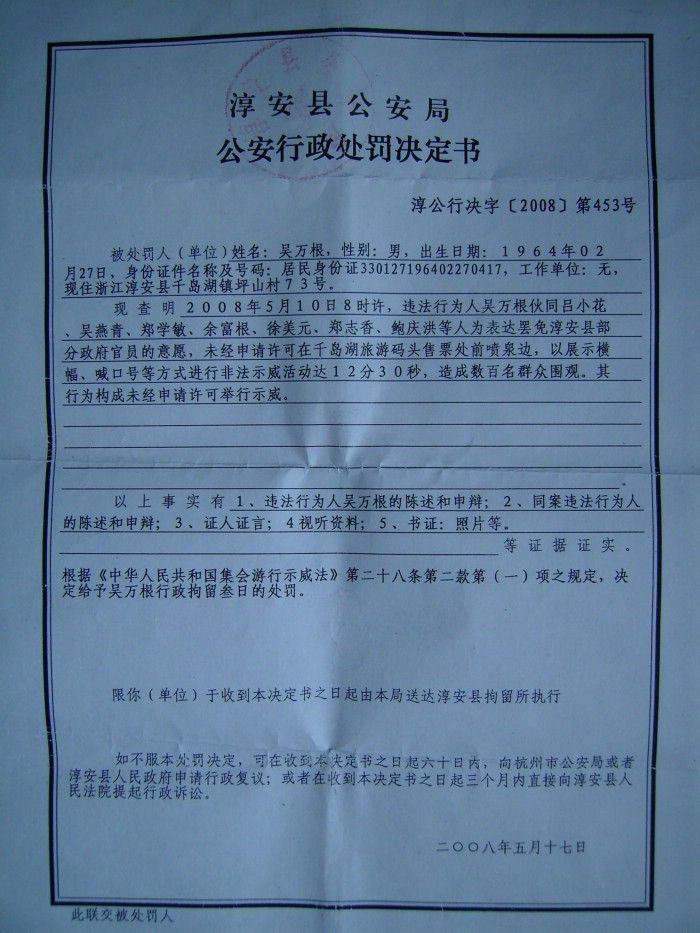 淳安县公安局
公安行政处罚决定书
淳公行决字〔2008〕第453号
被处罚人（单位）姓名：吴万根，性别：男，出生日期：1964年02
月27日、身份证件名称及号码：居民身份证330127196402270417，工作单位：无，
现住浙江淳安县千岛湖镇坪山村73号。
现查明2008年5月10日8时许，违法行为人吴万根伙同吕小花
、吴燕青、郑学敏、余富根、徐美元、郑志香、鲍庆洪等人为表达罢免淳安县部
分政府官员的意愿，未经申请许可在千岛湖旅游码头售票处前喷泉边，以展示横
幅、喊口号等方式进行非法示威活动达12分30秒，造成数百名群众围观。其
行为构成未经申请许可举行示威。
。
以上事实有1、违法行为人吴万根的陈述和申辩；2、同案违法行为人
的陈述和申辩；3、证人证言；4视听资料；5、书证：照片等。
等证据证实。
根据《中华人民共和国集会游行示威法》第二十八条第二款第（一）项之规定，决
定给予吴万根行政拘留叁日的处罚。
限你（单位）于收到本决定书之日起由本局送达淳安县拘留所执行
如不服本处罚决定，可在收到本决定书之日起六十日内，向杭州市公安局或者
淳安县人民政府申请行政复议；或者在收到本决定书之日起三个月内直接向淳安县人
民法院提起行政诉讼。
二〇〇八年五月十七日
此联交被处罚人